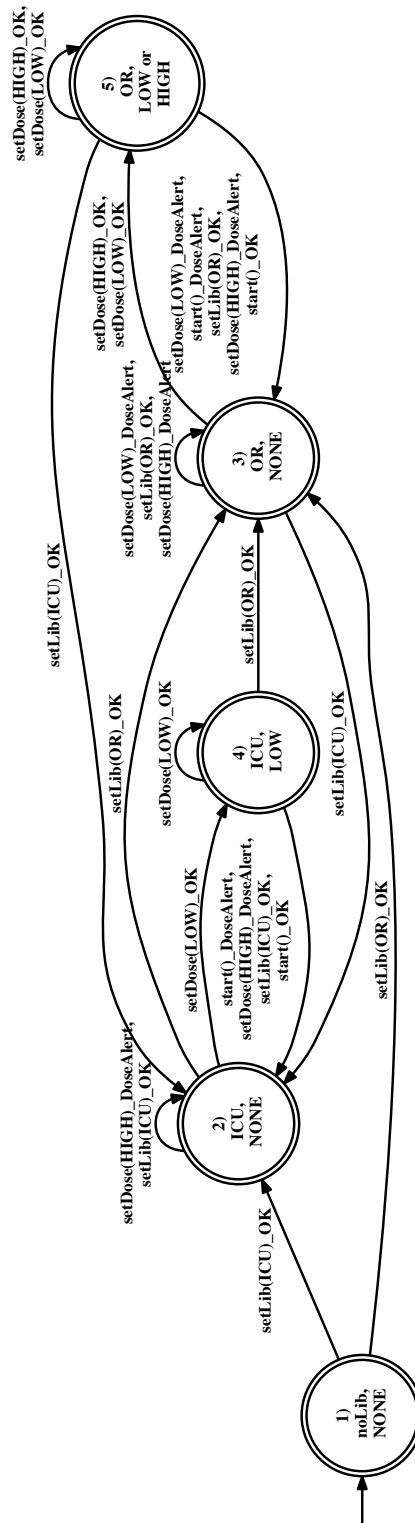 1)
noLib,
NONE
setLib(ICU)_OK
setLib(OR)_OK
2)
ICU,
NONE
setDose(HIGH)_DoseAlert,
setLib(ICU)_OK
setLib(OR)_OK
setDose(LOW)_OK
start()_DoseAlert,
setDose(HIGH)_DoseAlert,
setLib(ICU)_OK,
start()_OK
4)
ICU,
LOW
setDose(LOW)_OK
setLib(OR)_OK
setLib(ICU)_OK
3)
OR,
NONE
setDose(LOW)_DoseAlert,
setLib(OR)_OK,
setDose(HIGH)_DoseAlert
setDose(HIGH)_OK,
setDose(LOW)_OK
setDose(LOW)_DoseAlert,
start()_DoseAlert,
setLib(OR)_OK,
setDose(HIGH)_DoseAlert,
start()_OK
setLib(ICU)_OK
5)
OR,
LOW or
HIGH
setDose(HIGH)_OK,
setDose(LOW)_OK